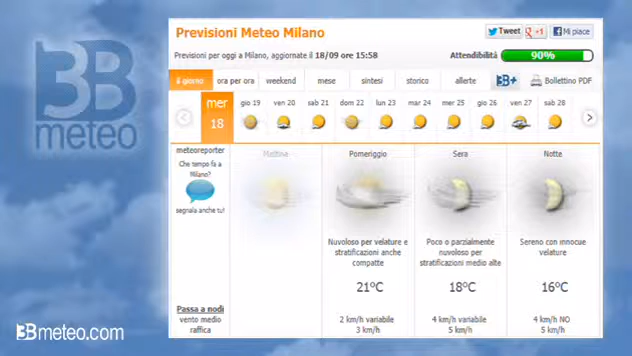 3B
meteo
Previsioni Meteo Milano
Tweet
+1
Mi piace
Previsioni per oggi a Milano, aggiornate il 18/09 ore 15:58
Attendibilità
90%
il giorno
ora per ora
weekend
mese
sintesi
storico
allerte
3B+
Bollettino PDF
mer
18
gio 19
ven 20
sab 21
dom 22
lun 23
mar 24
mer 25
gio 26
ven 27
sab 28
meteoreporter
Che tempo fa a
Milano?
segnala anche tu!
Mattina
Pomeriggio
Sera
Notte
Nuvoloso per velature e
stratificazioni anche
compatte
Poco o parzialmente
nuvoloso per
stratificazioni medio alte
Sereno con innocue
velature
21°C
18°C
16°C
Passa a nodi
vento medio
raffica
2 km/h variabile
3 km/h
4 km/h variabile
5 km/h
4 km/h NO
5 km/h
3Bmeteo.com